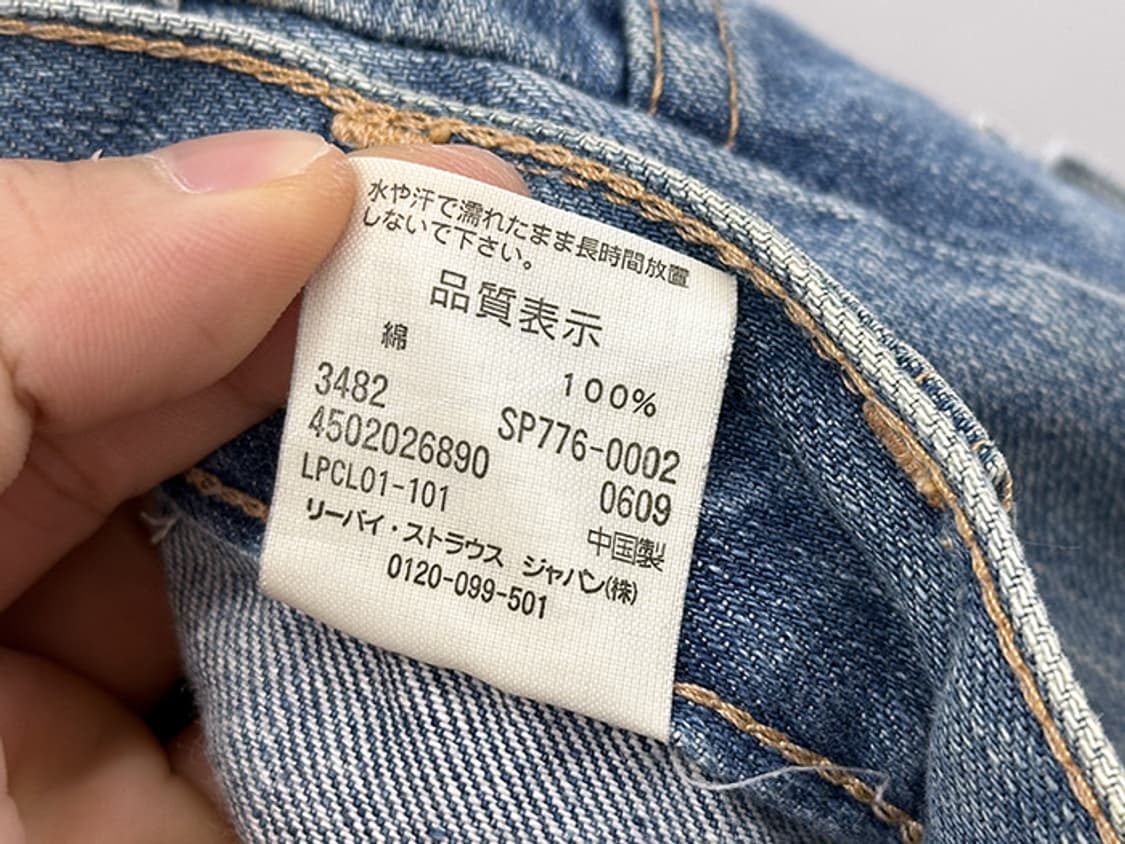 水や汗で濡れたまま長時間放置
しないで下さい。
品質表示
綿 100%
3482 SP776-0002
4502026890 0609
LPCL01-101 中国製
リーバイ・ストラウス ジャパン(株)
0120-099-501